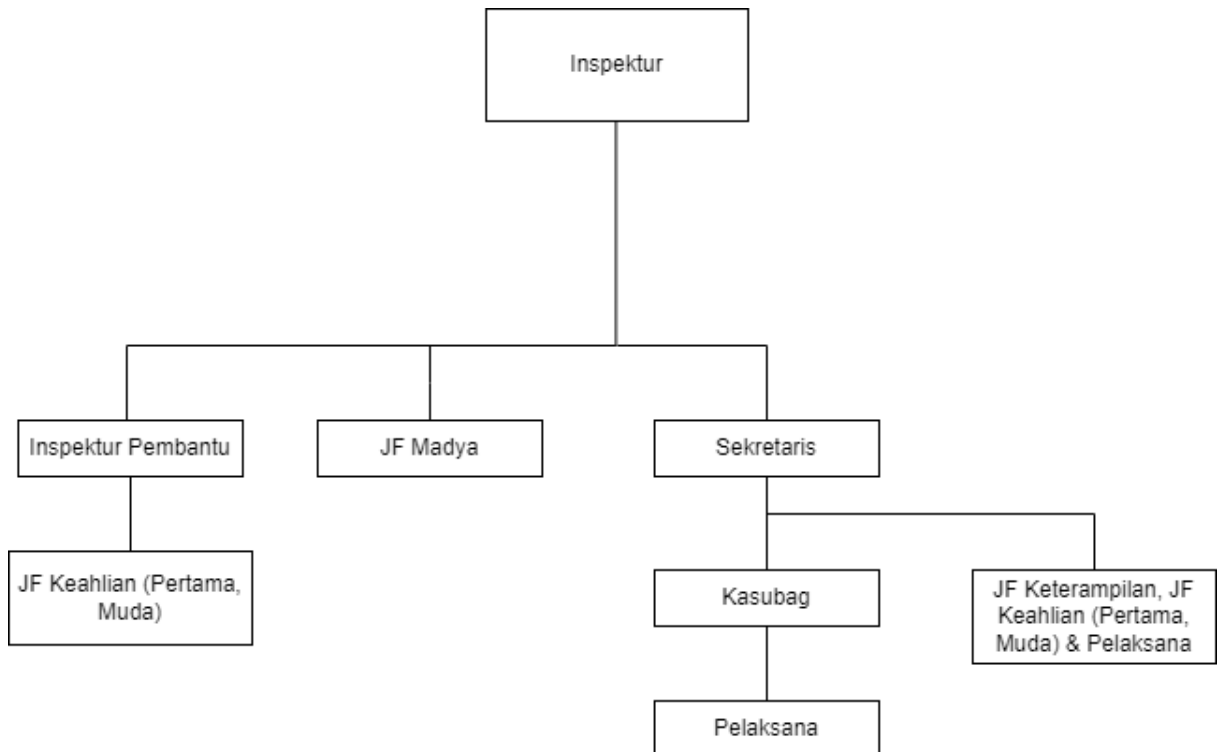 Inspektur
Inspektur Pembantu
JF Madya
Sekretaris
JF Keahlian (Pertama,
Muda)
Kasubag
JF Keterampilan, JF
Keahlian (Pertama,
Muda) & Pelaksana
Pelaksana